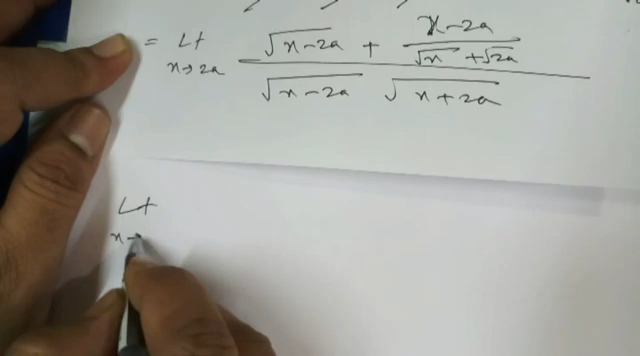 = Lt x→2a (√(x-2a) + (x-2a)/(√x + √2a)) / (√(x-2a) √(x+2a))
Lt
x-